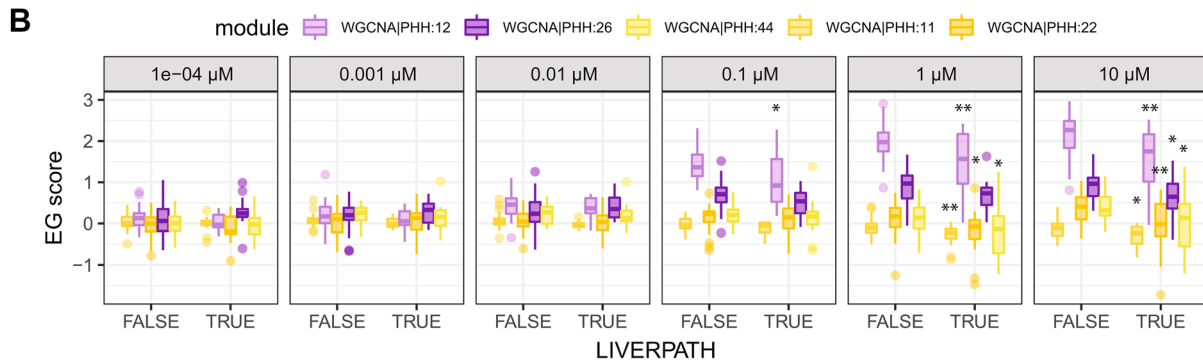 B
module WGCNA|PHH:12 WGCNA|PHH:26 WGCNA|PHH:44 WGCNA|PHH:11 WGCNA|PHH:22
1e−04 µM 0.001 µM 0.01 µM 0.1 µM 1 µM 10 µM
EG score
3
2
1
0
−1
* ** * ** * ** * * ** *
FALSE TRUE FALSE TRUE FALSE TRUE FALSE TRUE FALSE TRUE FALSE TRUE
LIVERPATH